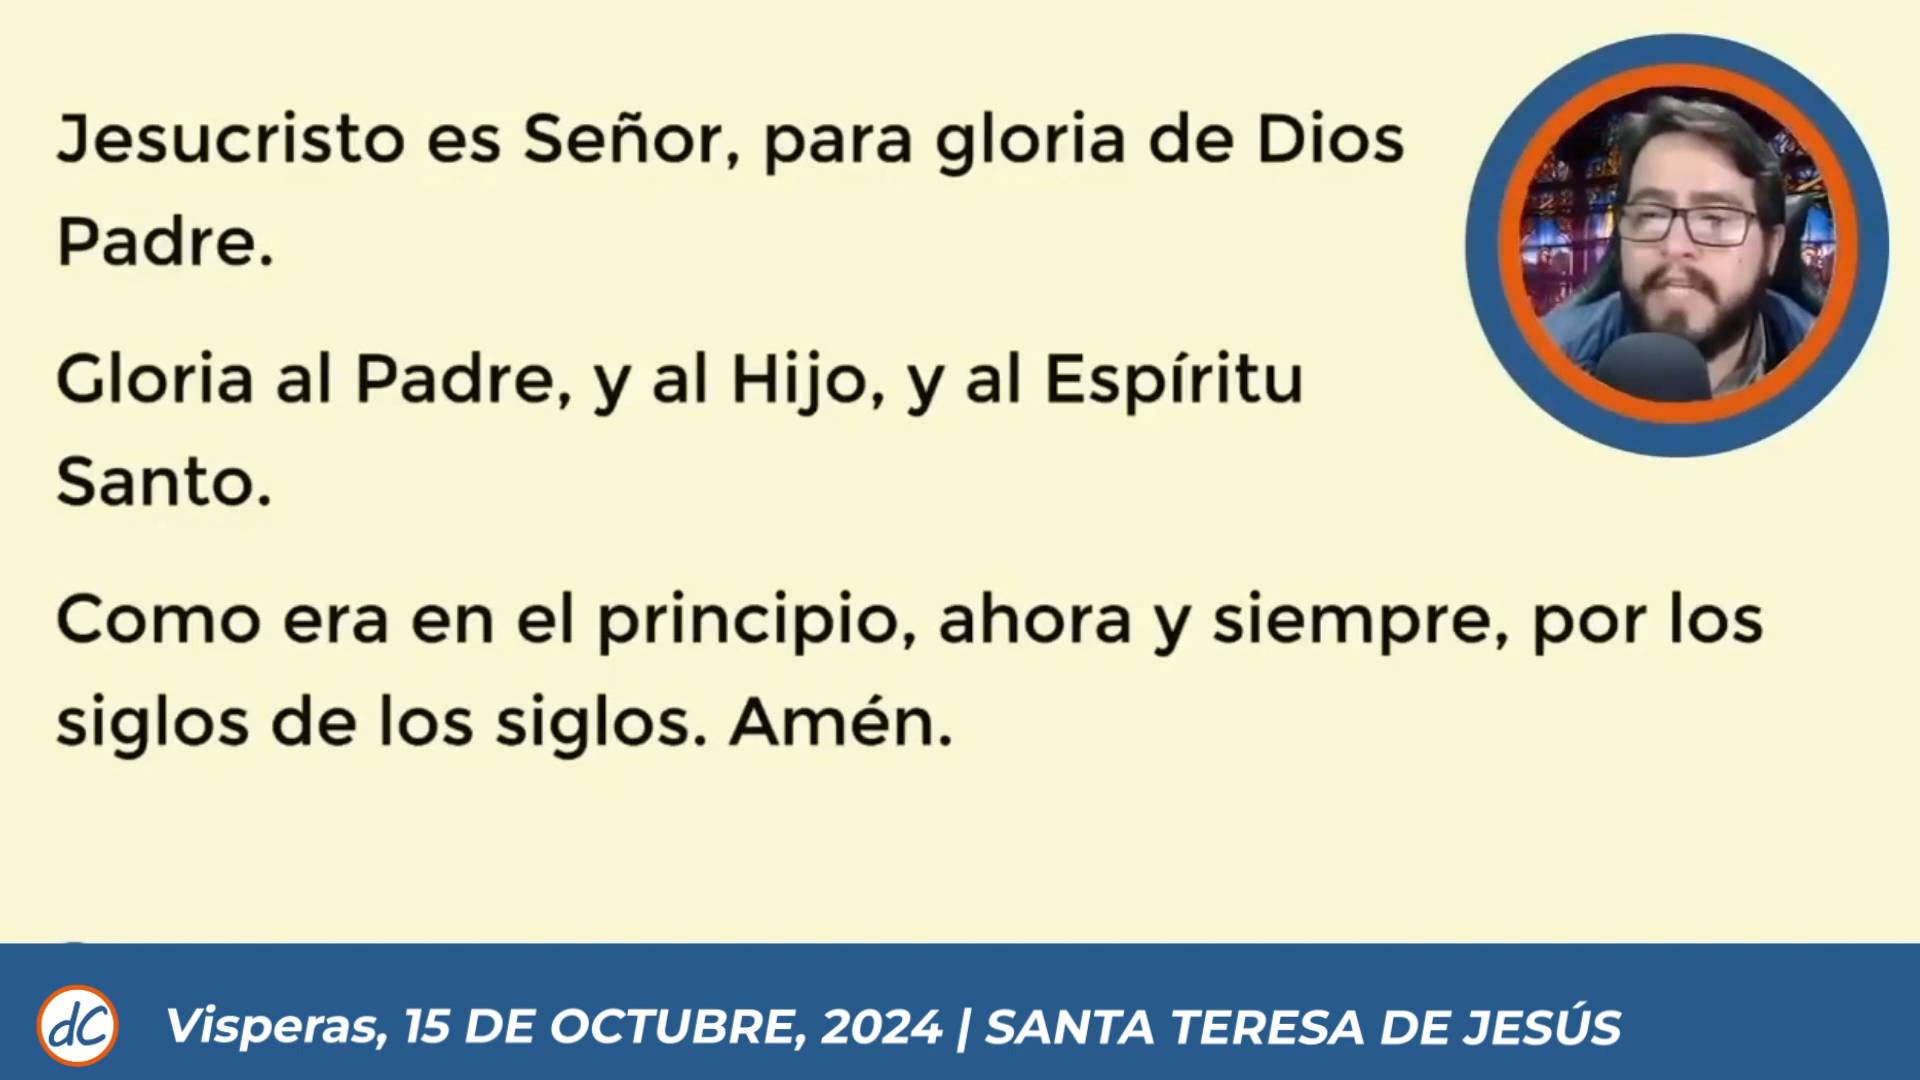 Jesucristo es Señor, para gloria de Dios
Padre.
Gloria al Padre, y al Hijo, y al Espíritu
Santo.
Como era en el principio, ahora y siempre, por los
siglos de los siglos. Amén.
dC
Visperas, 15 DE OCTUBRE, 2024 | SANTA TERESA DE JESÚS